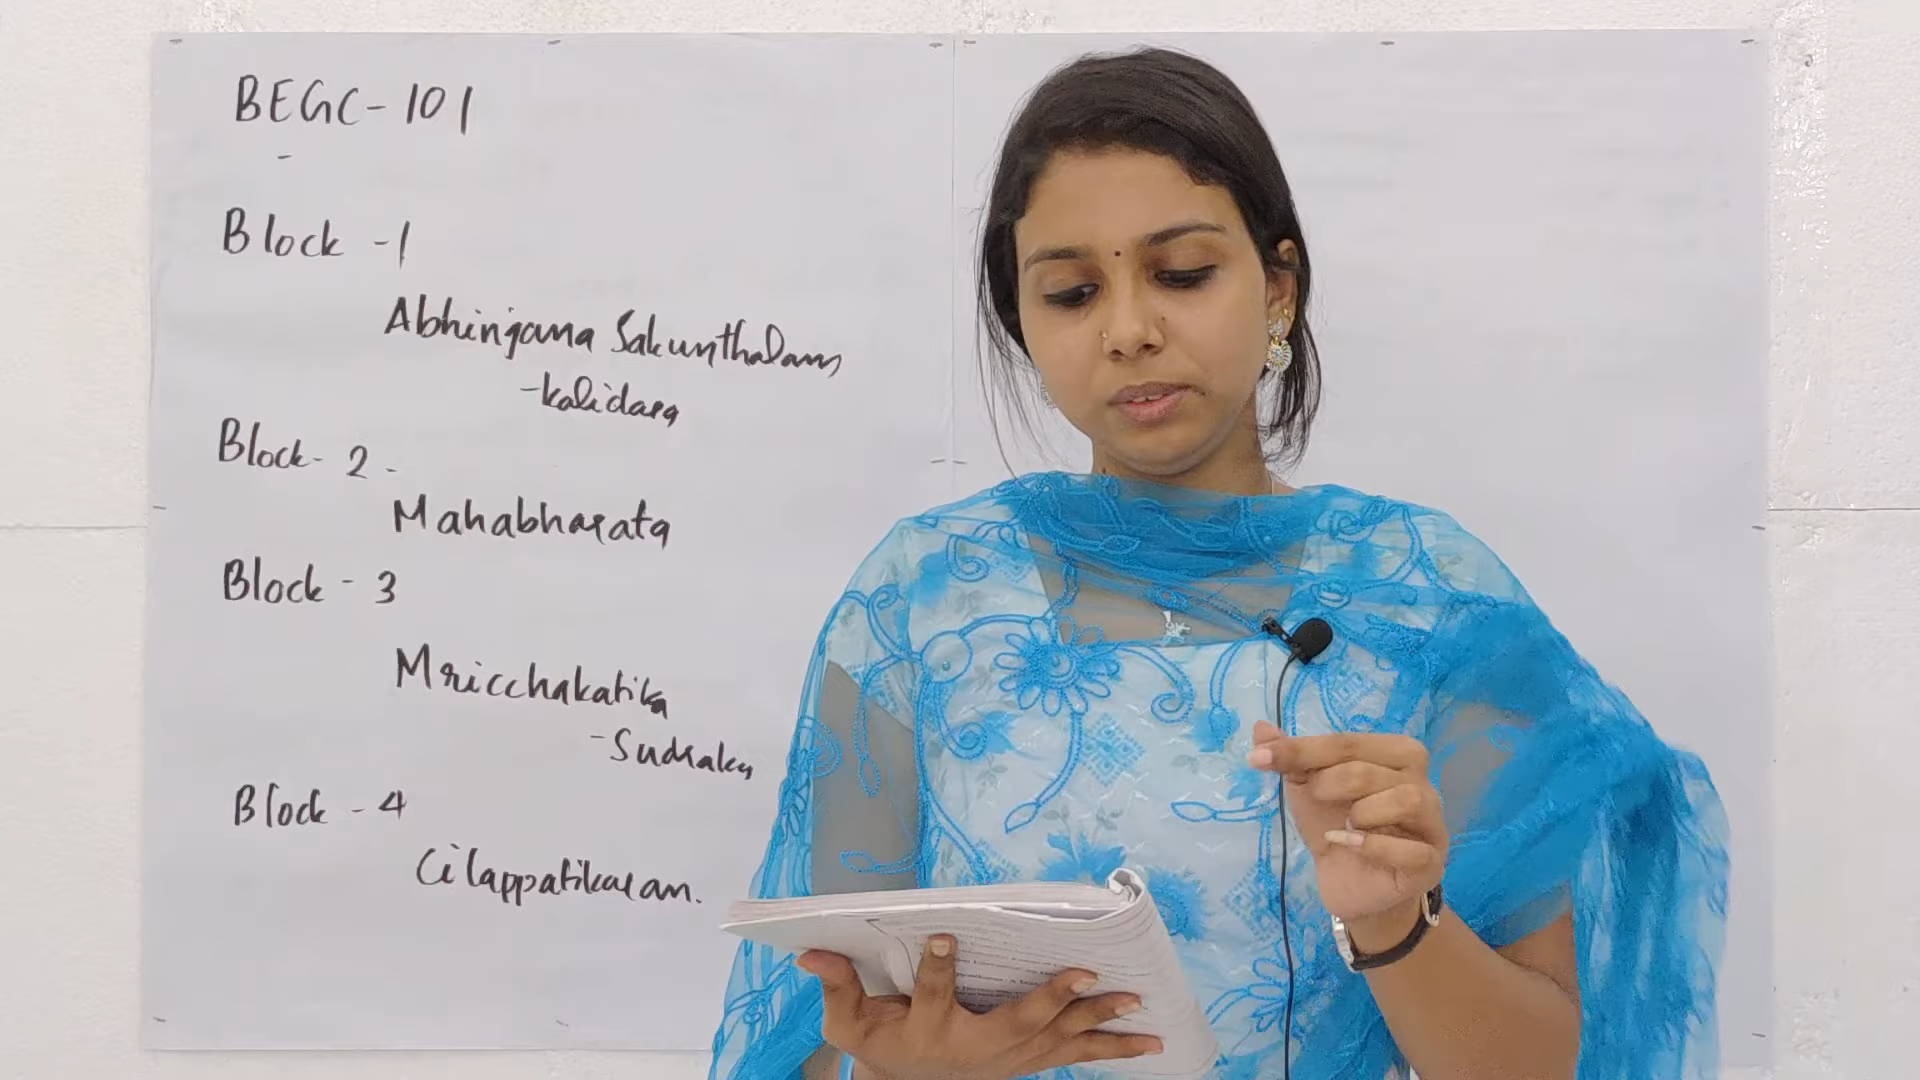 BEGC-101
Block -1
Abhinjana Sakunthalam
-Kalidasa
Block- 2 -
Mahabharata
Block - 3
Mricchakatika
-Sudraka
Block - 4
Cilappatikaram.